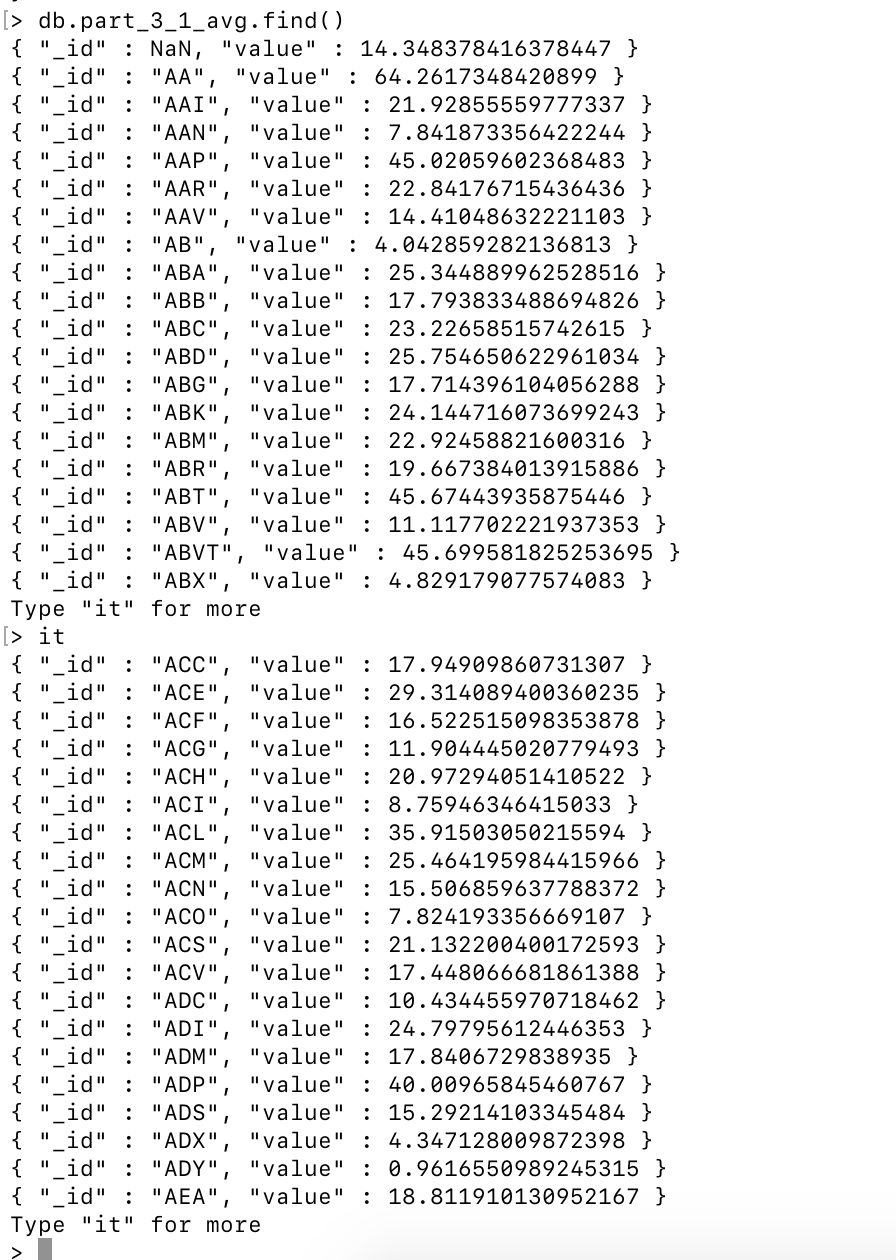 [> db.part_3_1_avg.find()
{ "_id" : NaN, "value" : 14.348378416378447 }
{ "_id" : "AA", "value" : 64.2617348420899 }
{ "_id" : "AAI", "value" : 21.92855559777337 }
{ "_id" : "AAN", "value" : 7.841873356422244 }
{ "_id" : "AAP", "value" : 45.02059602368483 }
{ "_id" : "AAR", "value" : 22.84176715436436 }
{ "_id" : "AAV", "value" : 14.41048632221103 }
{ "_id" : "AB", "value" : 4.042859282136813 }
{ "_id" : "ABA", "value" : 25.344889962528516 }
{ "_id" : "ABB", "value" : 17.793833488694826 }
{ "_id" : "ABC", "value" : 23.22658515742615 }
{ "_id" : "ABD", "value" : 25.754650622961034 }
{ "_id" : "ABG", "value" : 17.714396104056288 }
{ "_id" : "ABK", "value" : 24.144716073699243 }
{ "_id" : "ABM", "value" : 22.92458821600316 }
{ "_id" : "ABR", "value" : 19.667384013915886 }
{ "_id" : "ABT", "value" : 45.67443935875446 }
{ "_id" : "ABV", "value" : 11.117702221937353 }
{ "_id" : "ABVT", "value" : 45.699581825253695 }
{ "_id" : "ABX", "value" : 4.829179077574083 }
Type "it" for more
[> it
{ "_id" : "ACC", "value" : 17.94909860731307 }
{ "_id" : "ACE", "value" : 29.314089400360235 }
{ "_id" : "ACF", "value" : 16.522515098353878 }
{ "_id" : "ACG", "value" : 11.904445020779493 }
{ "_id" : "ACH", "value" : 20.97294051410522 }
{ "_id" : "ACI", "value" : 8.75946346415033 }
{ "_id" : "ACL", "value" : 35.91503050215594 }
{ "_id" : "ACM", "value" : 25.464195984415966 }
{ "_id" : "ACN", "value" : 15.506859637788372 }
{ "_id" : "ACO", "value" : 7.824193356669107 }
{ "_id" : "ACS", "value" : 21.132200400172593 }
{ "_id" : "ACV", "value" : 17.448066681861388 }
{ "_id" : "ADC", "value" : 10.434455970718462 }
{ "_id" : "ADI", "value" : 24.79795612446353 }
{ "_id" : "ADM", "value" : 17.8406729838935 }
{ "_id" : "ADP", "value" : 40.00965845460767 }
{ "_id" : "ADS", "value" : 15.29214103345484 }
{ "_id" : "ADX", "value" : 4.347128009872398 }
{ "_id" : "ADY", "value" : 0.9616550989245315 }
{ "_id" : "AEA", "value" : 18.811910130952167 }
Type "it" for more
>